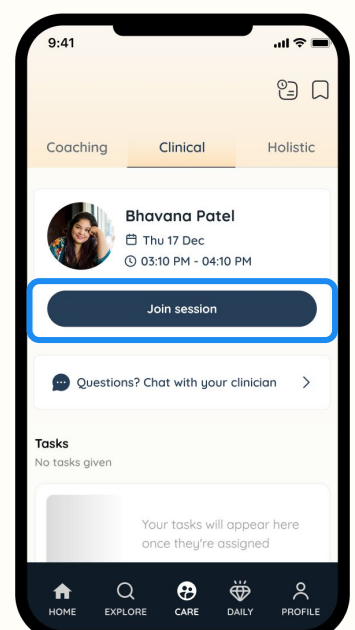 9:41
Coaching Clinical Holistic
Bhavana Patel
Thu 17 Dec
03:10 PM - 04:10 PM
Join session
Questions? Chat with your clinician
Tasks
No tasks given
Your tasks will appear here
once they're assigned
HOME EXPLORE CARE DAILY PROFILE